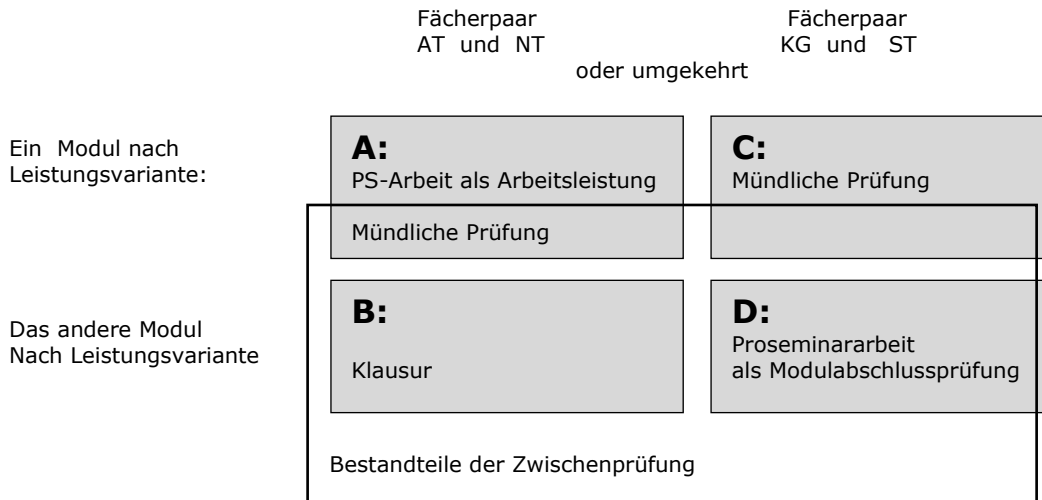 Fächerpaar
AT und NT
Fächerpaar
KG und ST
oder umgekehrt
Ein Modul nach
Leistungsvariante:
A:
PS-Arbeit als Arbeitsleistung
Mündliche Prüfung
C:
Mündliche Prüfung
Das andere Modul
Nach Leistungsvariante
B:
Klausur
D:
Proseminararbeit
als Modulabschlussprüfung
Bestandteile der Zwischenprüfung